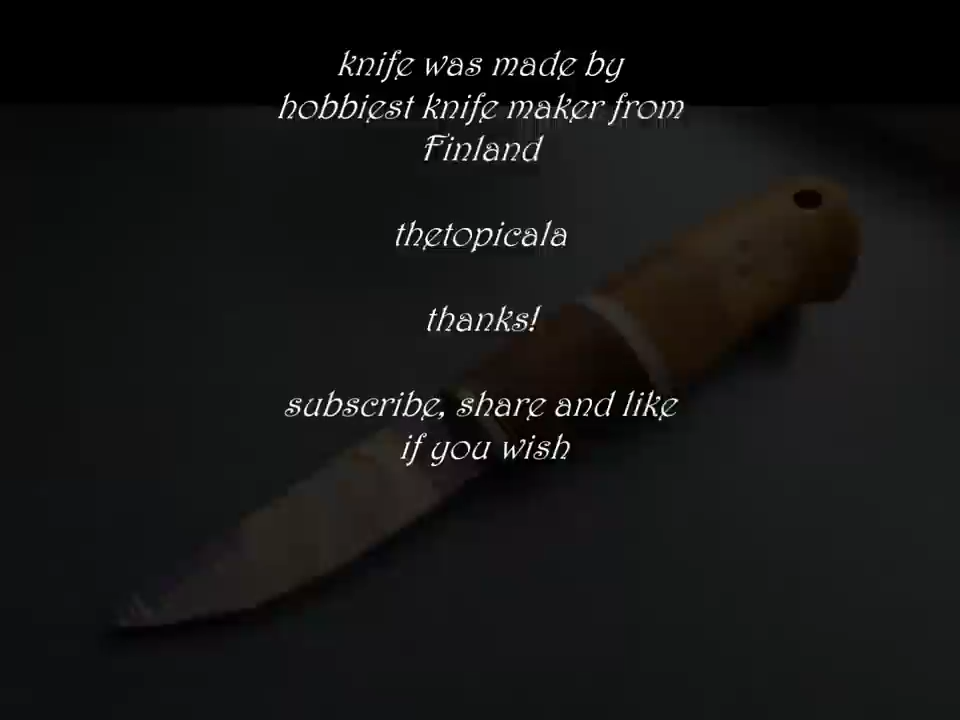 knife was made by
hobbiest knife maker from
Finland
thetopicala
thanks!
subscribe, share and like
if you wish